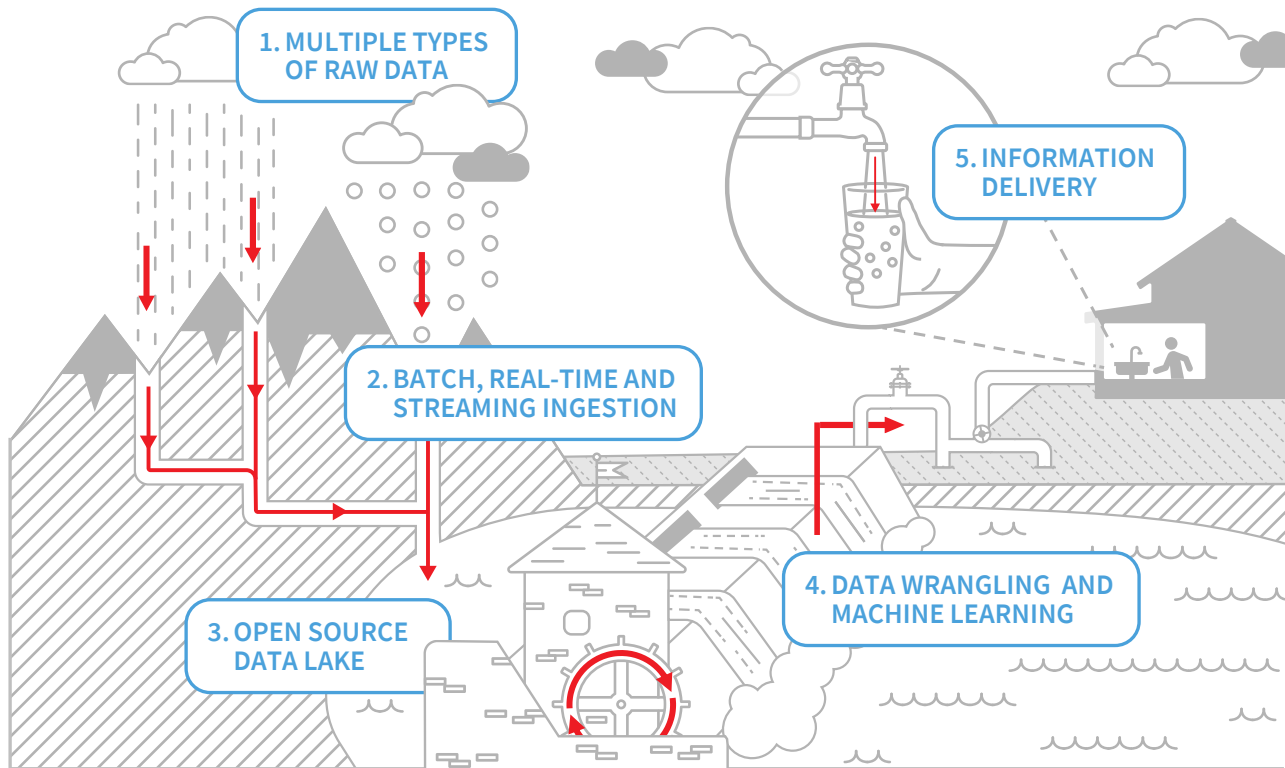 1. MULTIPLE TYPES
OF RAW DATA
2. BATCH, REAL-TIME AND
STREAMING INGESTION
3. OPEN SOURCE
DATA LAKE
4. DATA WRANGLING AND
MACHINE LEARNING
5. INFORMATION
DELIVERY